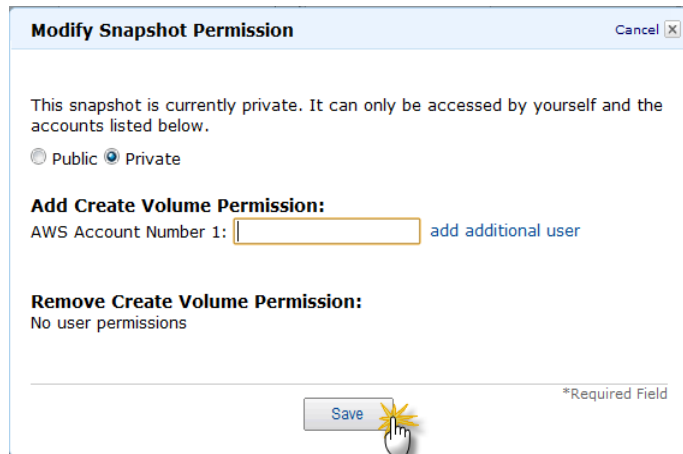 Modify Snapshot Permission
Cancel X
This snapshot is currently private. It can only be accessed by yourself and the
accounts listed below.
Public Private
Add Create Volume Permission:
AWS Account Number 1: add additional user
Remove Create Volume Permission:
No user permissions
*Required Field
Save